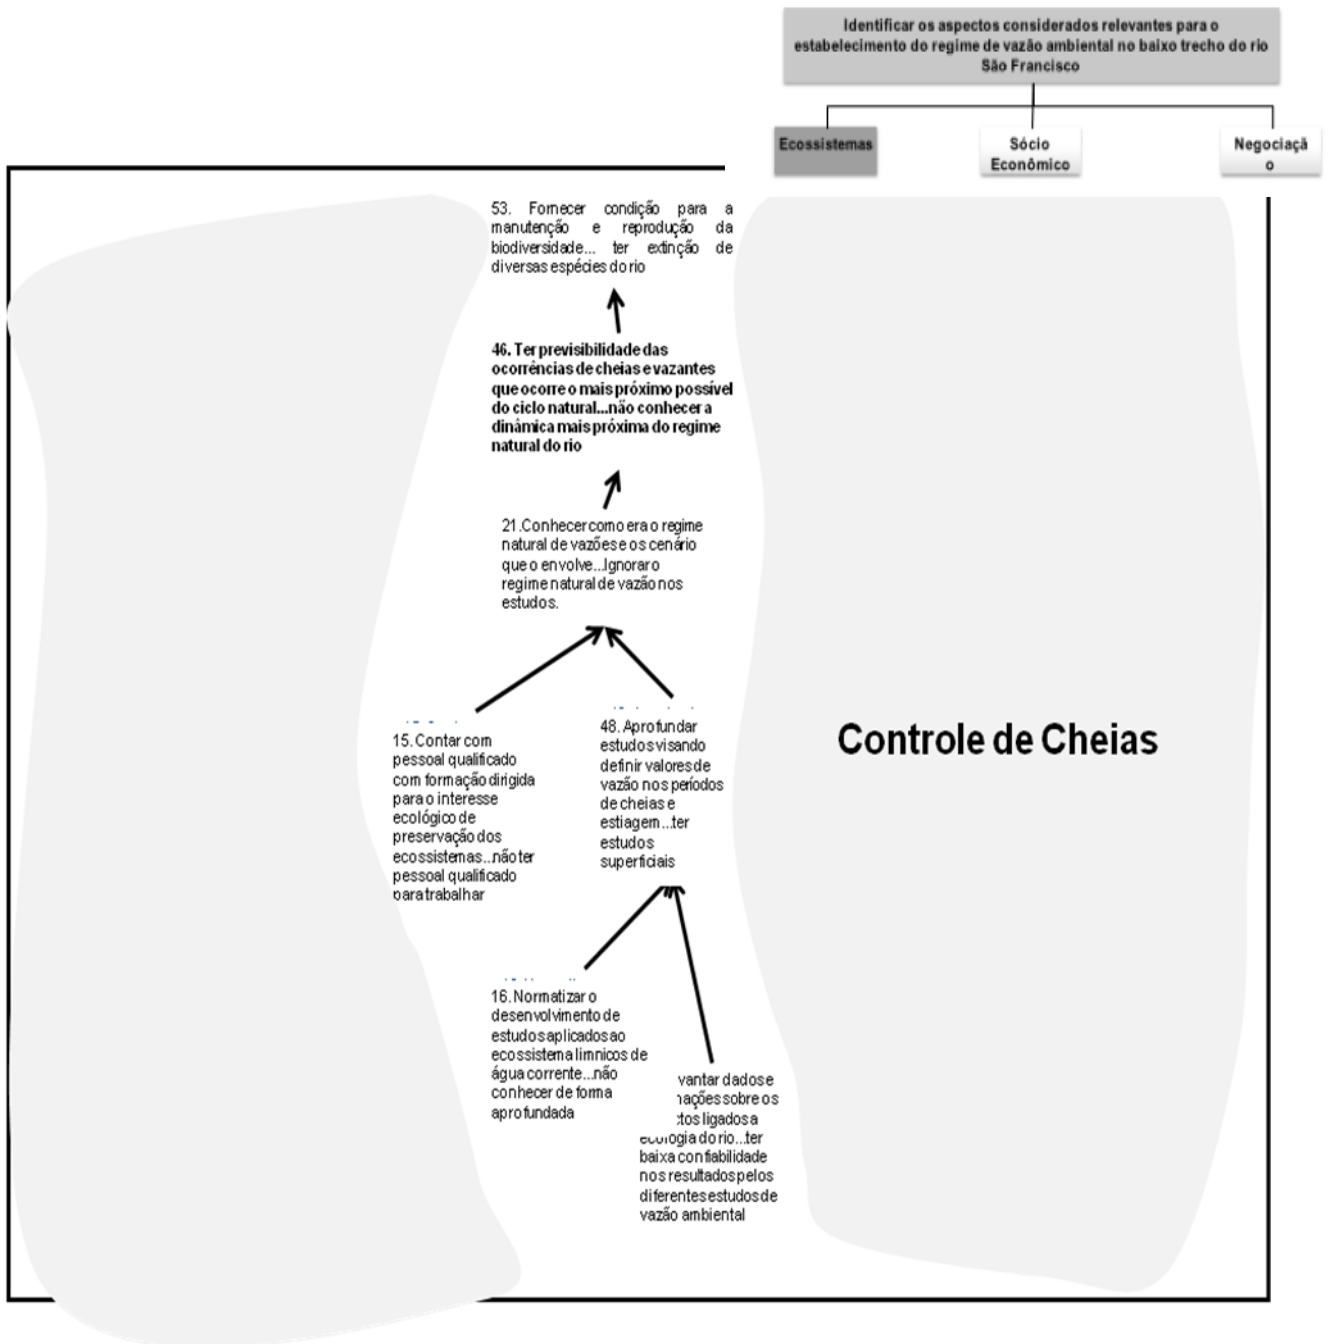 Identificar os aspectos considerados relevantes para o
estabelecimento do regime de vazão ambiental no baixo trecho do rio
São Francisco
Ecossistemas
Sócio
Econômico
Negociaçã
o
53. Fornecer condição para a
manutenção e reprodução da
biodiversidade... ter extinção de
diversas espécies do rio
46. Ter previsibilidade das
ocorrências de cheias e vazantes
que ocorre o mais próximo possível
do ciclo natural...não conhecer a
dinâmica mais próxima do regime
natural do rio
21.Conhecer como era o regime
natural de vazões e os cenário
que o envolve...Ignorar o
regime natural de vazão nos
estudos.
15. Contar com
pessoal qualificado
com formação dirigida
para o interesse
ecológico de
preservação dos
ecossistemas...não ter
pessoal qualificado
para trabalhar
48. Aprofundar
estudos visando
definir valores de
vazão nos períodos
de cheias e
estiagem...ter
estudos
superficiais
Controle de Cheias
16. Normatizar o
desenvolvimento de
estudos aplicados ao
ecossistema limnicos de
água corrente...não
conhecer de forma
aprofundada
vantar dados e
mações sobre os
ctos ligados a
ecologia do rio...ter
baixa confiabilidade
nos resultados pelos
diferentes estudos de
vazão ambiental